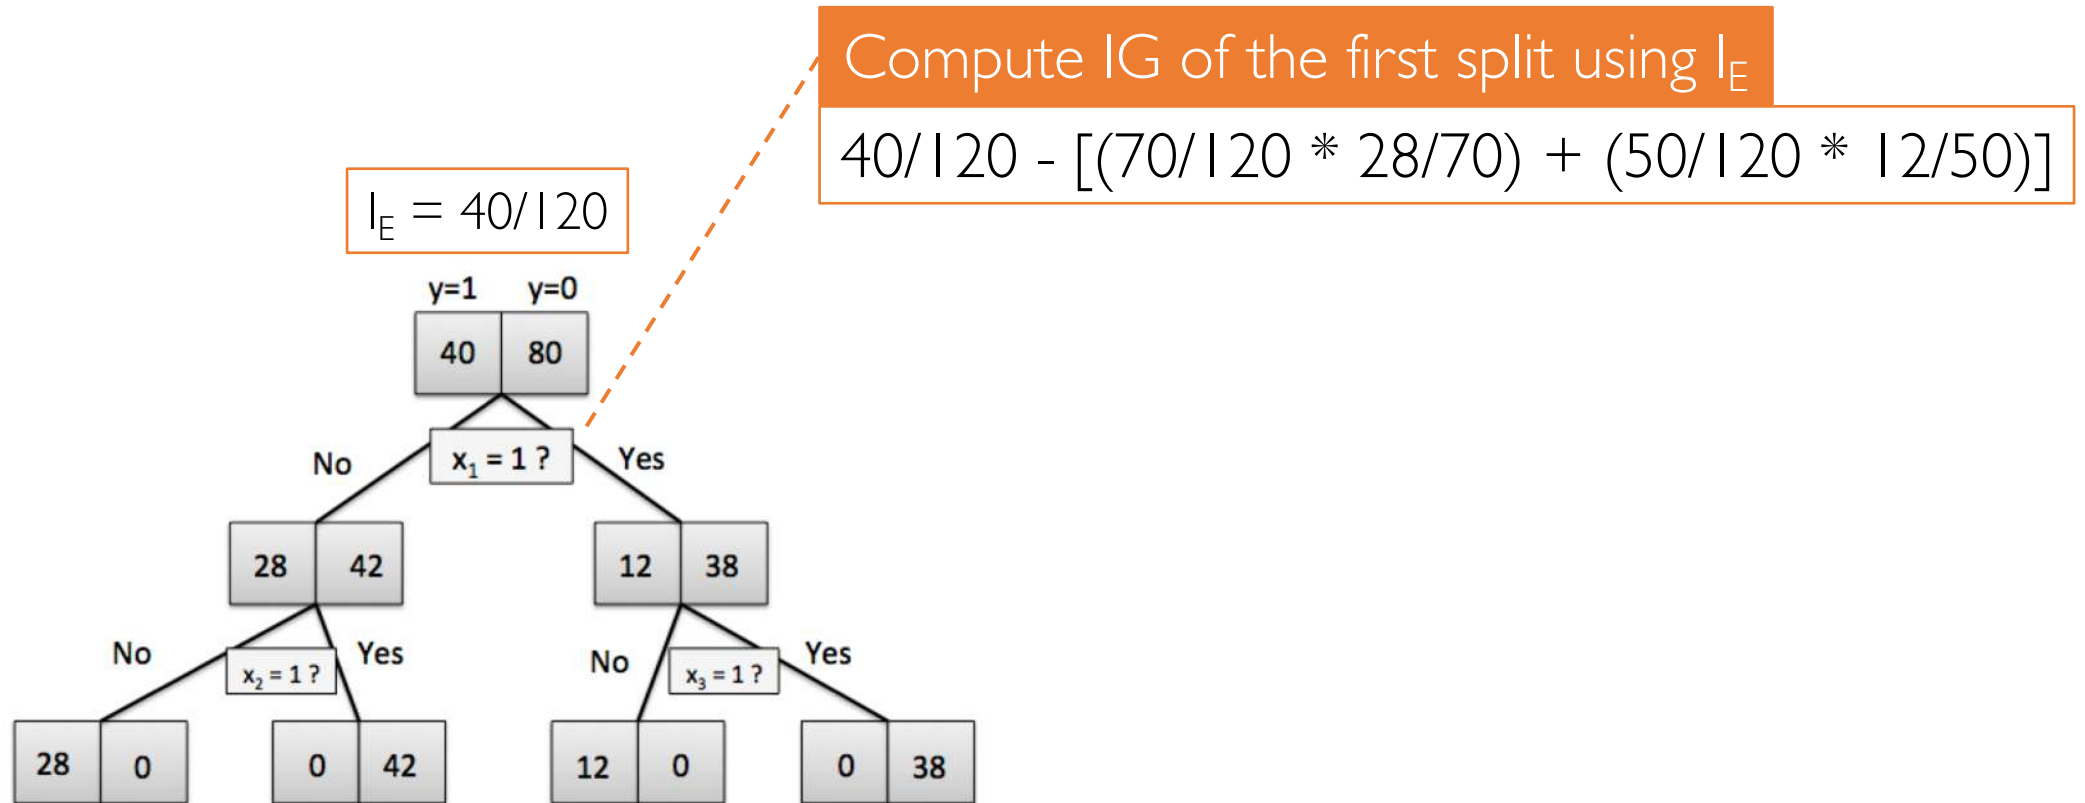 Compute IG of the first split using I_E
40/120 - [(70/120 * 28/70) + (50/120 * 12/50)]
I_E = 40/120
y=1 y=0
40 80
No x₁ = 1 ? Yes
28 42 12 38
No x₂ = 1 ? Yes No x₃ = 1 ? Yes
28 0 0 42 12 0 0 38